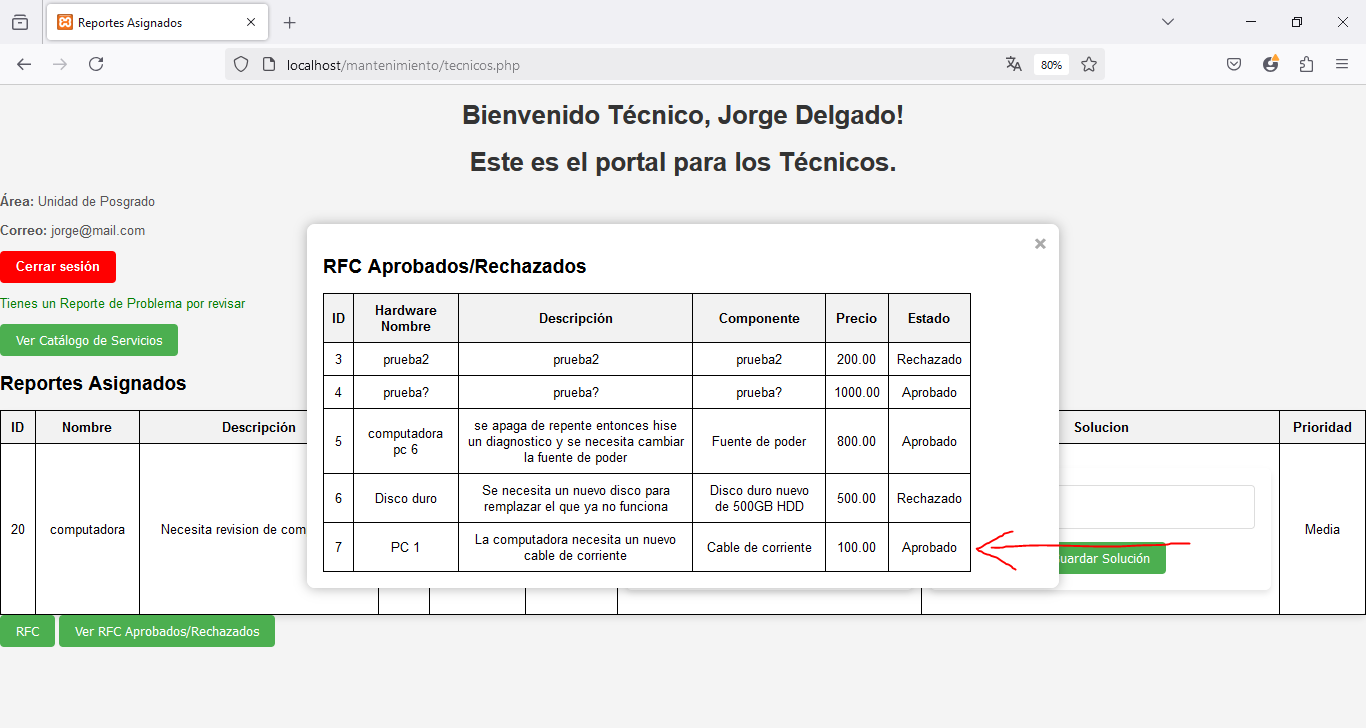 Reportes Asignados
localhost/mantenimiento/tecnicos.php
80%
Bienvenido Técnico, Jorge Delgado!
Este es el portal para los Técnicos.
Área: Unidad de Posgrado
Correo: jorge@mail.com
Cerrar sesión
Tienes un Reporte de Problema por revisar
Ver Catálogo de Servicios
Reportes Asignados
ID Nombre Descripción Solucion Prioridad
20 computadora Necesita revision de com Media
uardar Solución
RFC Aprobados/Rechazados
ID Hardware Nombre Descripción Componente Precio Estado
3 prueba2 prueba2 prueba2 200.00 Rechazado
4 prueba? prueba? prueba? 1000.00 Aprobado
5 computadora pc 6 se apaga de repente entonces hise un diagnostico y se necesita cambiar la fuente de poder Fuente de poder 800.00 Aprobado
6 Disco duro Se necesita un nuevo disco para remplazar el que ya no funciona Disco duro nuevo de 500GB HDD 500.00 Rechazado
7 PC 1 La computadora necesita un nuevo cable de corriente Cable de corriente 100.00 Aprobado
RFC Ver RFC Aprobados/Rechazados